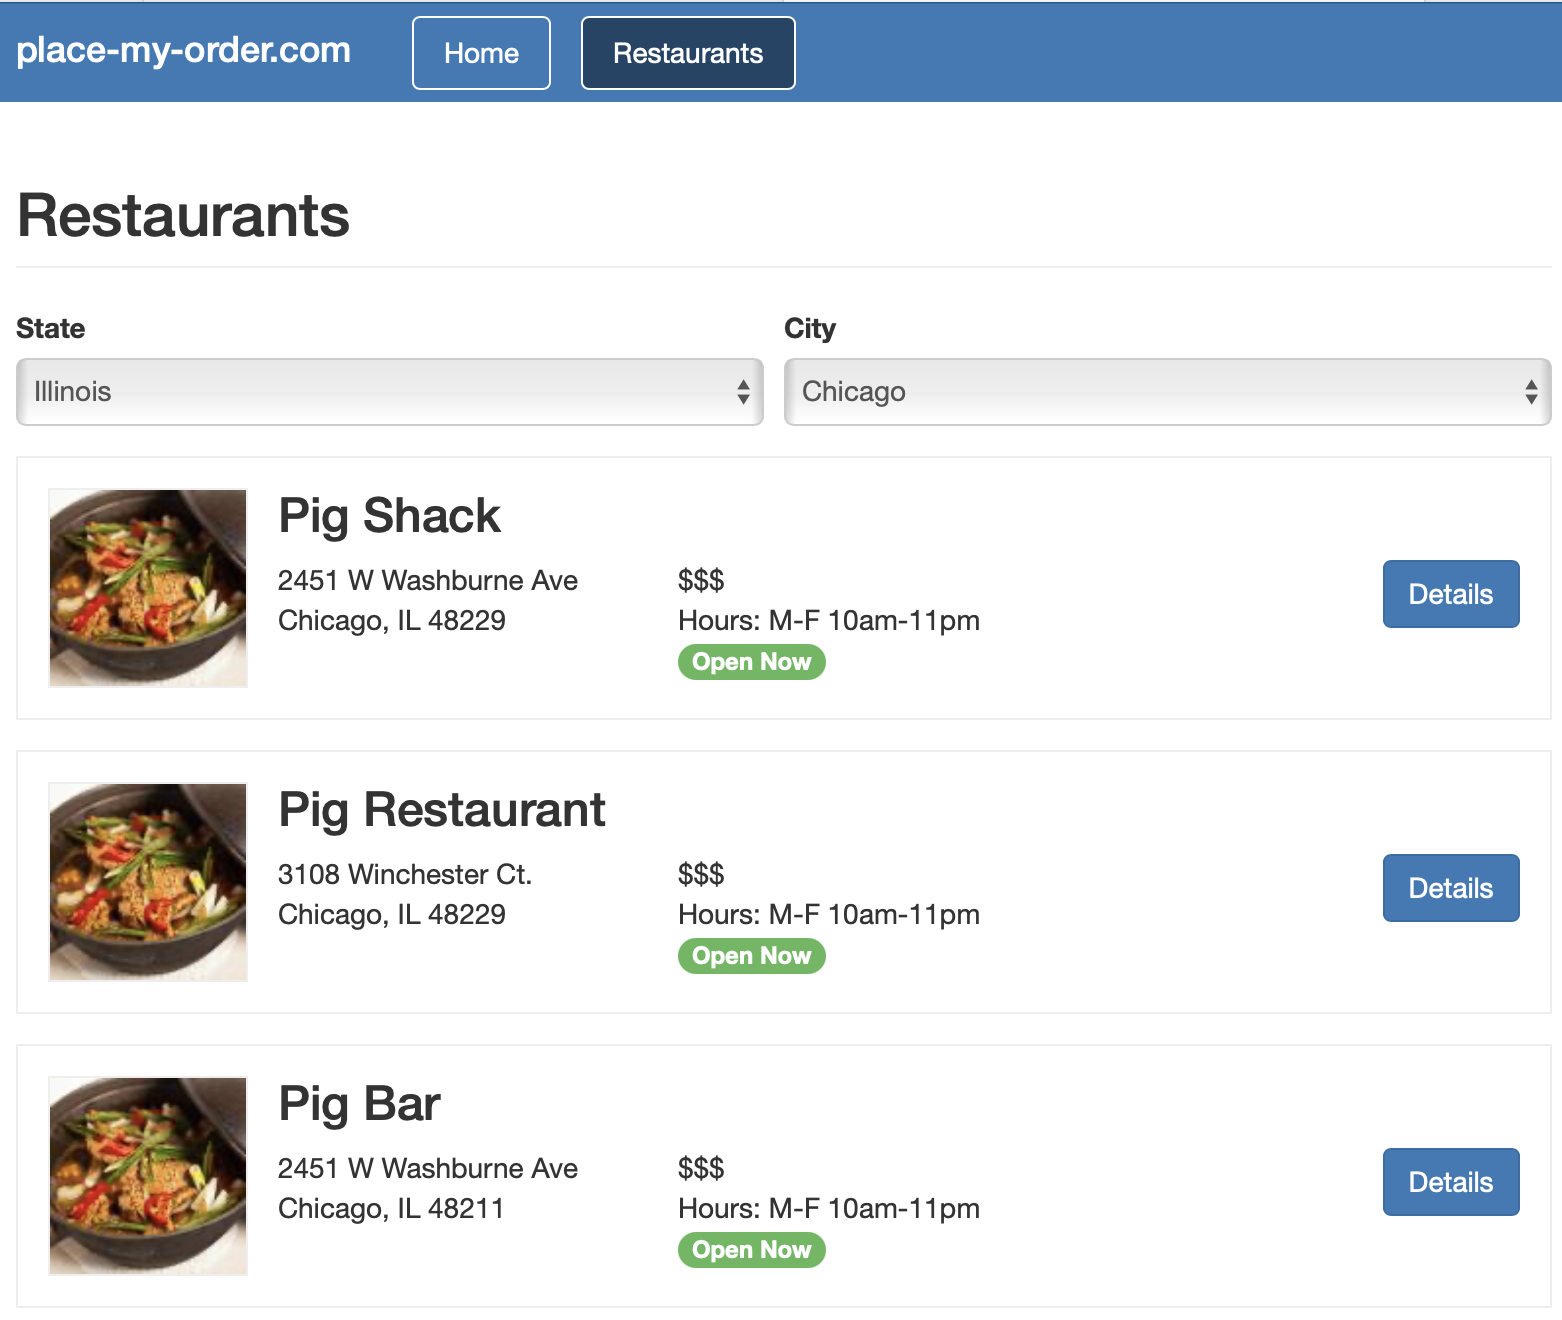 place-my-order.com Home Restaurants
Restaurants
State City
Illinois Chicago
Pig Shack
2451 W Washburne Ave $$$
Chicago, IL 48229 Hours: M-F 10am-11pm
Open Now
Details
Pig Restaurant
3108 Winchester Ct. $$$
Chicago, IL 48229 Hours: M-F 10am-11pm
Open Now
Details
Pig Bar
2451 W Washburne Ave $$$
Chicago, IL 48211 Hours: M-F 10am-11pm
Open Now
Details